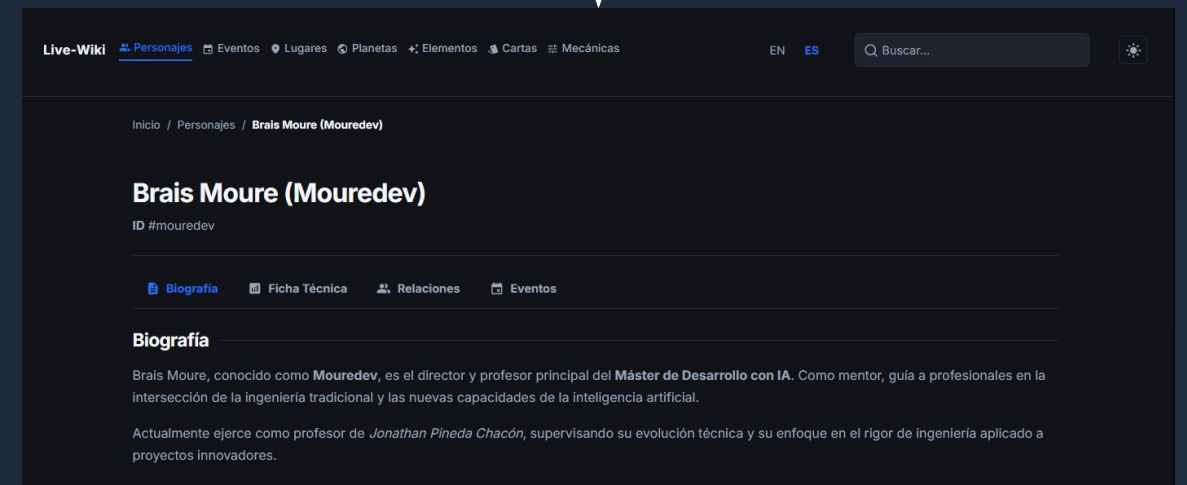 Live-Wiki Personajes Eventos Lugares Planetas Elementos Cartas Mecánicas EN ES Buscar...
Inicio / Personajes / Brais Moure (Mouredev)
Brais Moure (Mouredev)
ID #mouredev
Biografía Ficha Técnica Relaciones Eventos
Biografía
Brais Moure, conocido como Mouredev, es el director y profesor principal del Máster de Desarrollo con IA. Como mentor, guía a profesionales en la
intersección de la ingeniería tradicional y las nuevas capacidades de la inteligencia artificial.
Actualmente ejerce como profesor de Jonathan Pineda Chacón, supervisando su evolución técnica y su enfoque en el rigor de ingeniería aplicado a
proyectos innovadores.